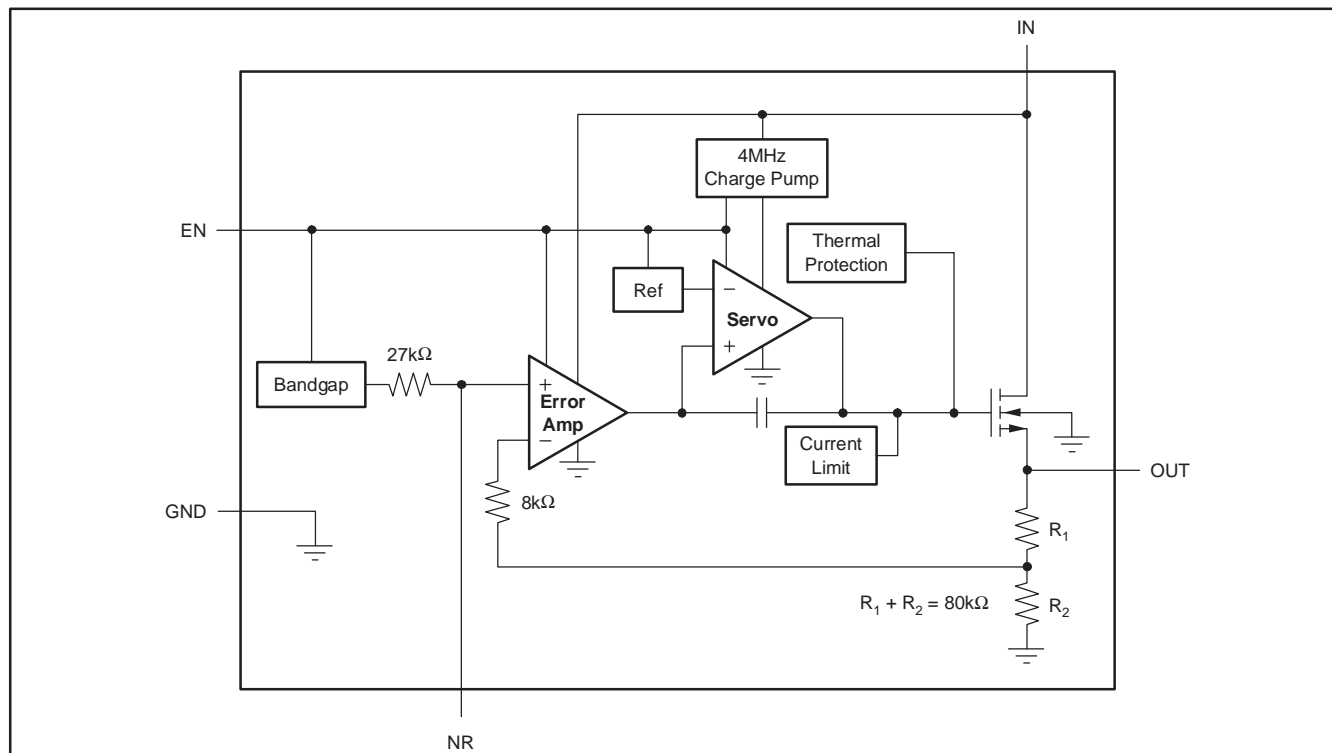 IN
4MHz
Charge Pump
EN
Thermal
Protection
Ref
−
Servo
+
27kΩ
Bandgap
+
Error
Amp
−
Current
Limit
OUT
8kΩ
GND
R₁
R₁ + R₂ = 80kΩ
R₂
NR